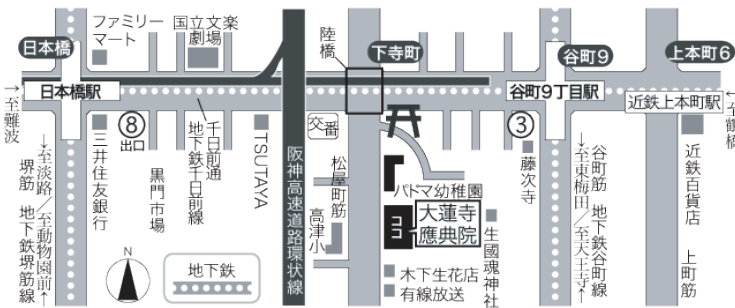 ファミリー
マート
国立文楽
劇場
陸橋
日本橋
下寺町
谷町9
上本町6
日本橋駅
谷町9丁目駅
近鉄上本町駅
→至難波
←至鶴橋
⑧
出口
千日前通
地下鉄千日前線
交番
③
三井住友銀行
黒門市場
TSUTAYA
阪神高速道路環状線
松屋町筋
高津小
パドマ幼稚園
藤次寺
ココ
大蓮寺
應典院
生國魂神社
木下生花店
有線放送
谷町筋 地下鉄谷町線
→至東梅田/至天王寺←
近鉄百貨店
上町筋
→至淡路/至動物園前←
堺筋 地下鉄堺筋線
N
地下鉄